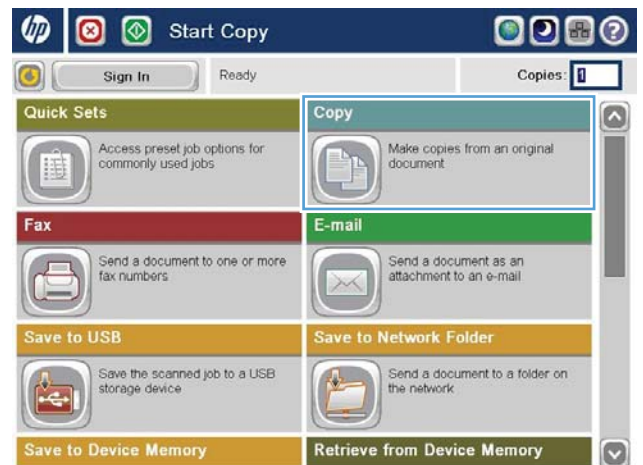 hp
Start Copy
Sign In
Ready
Copies: 1
Quick Sets
Access preset job options for
commonly used jobs
Copy
Make copies from an original
document
Fax
Send a document to one or more
fax numbers
E-mail
Send a document as an
attachment to an e-mail
Save to USB
Save the scanned job to a USB
storage device
Save to Network Folder
Send a document to a folder on
the network
Save to Device Memory
Retrieve from Device Memory